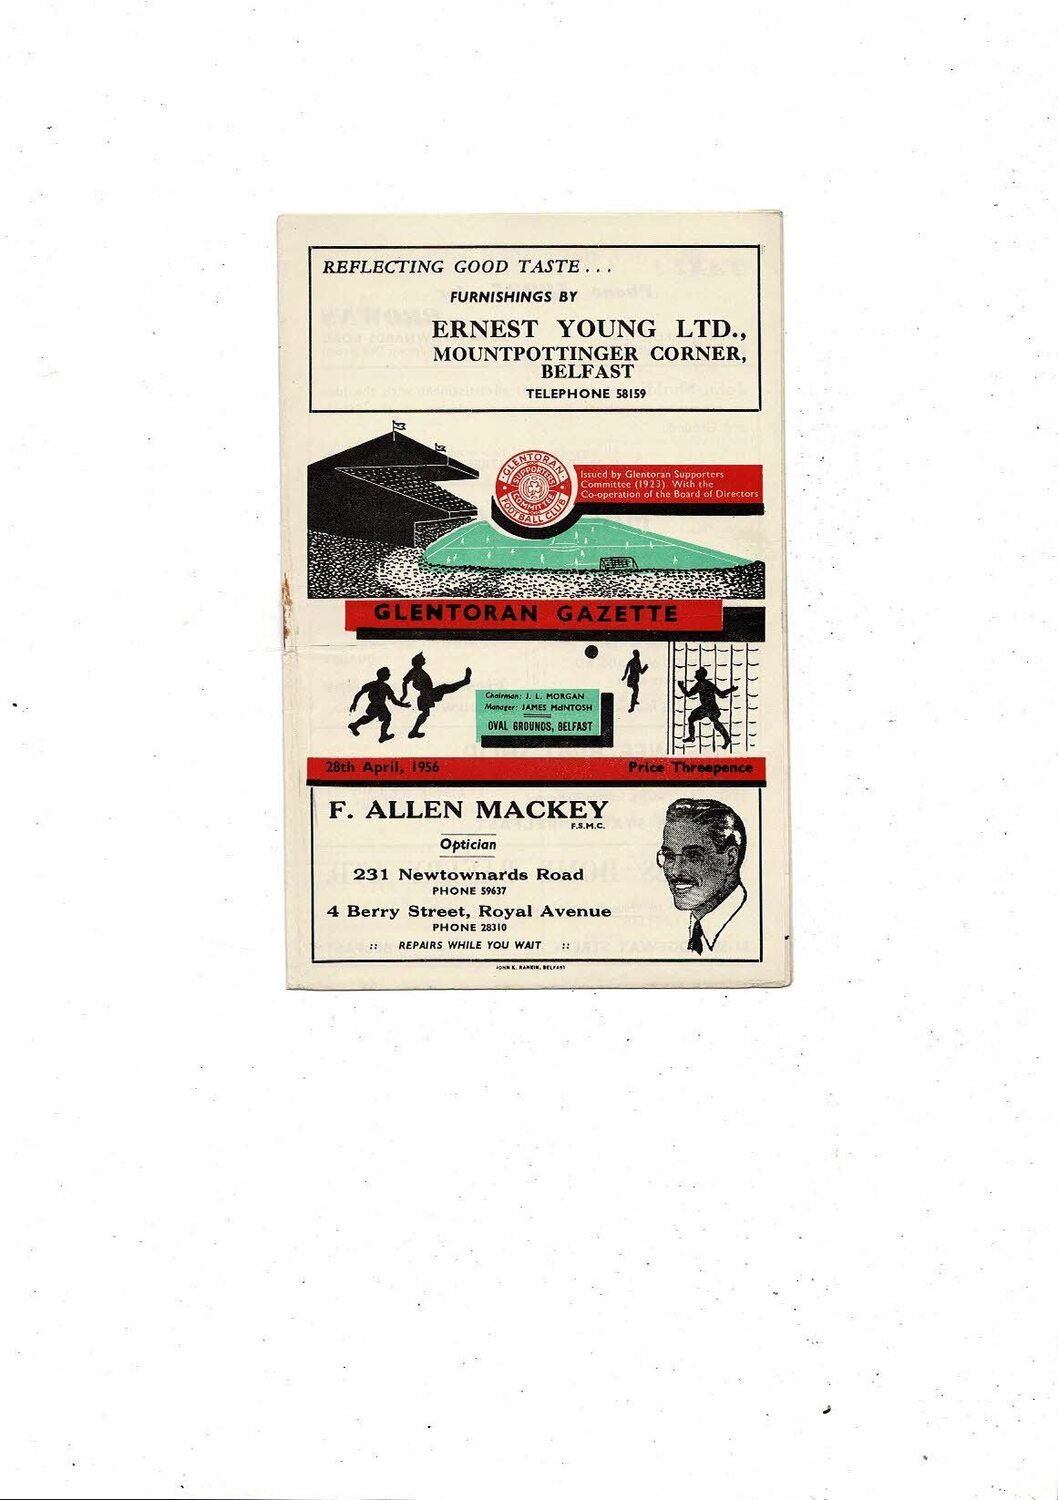 REFLECTING GOOD TASTE...
FURNISHINGS BY
ERNEST YOUNG LTD.,
MOUNTPOTTINGER CORNER,
BELFAST
TELEPHONE 58159
GLENTORAN
FOOTBALL CLUB
SUPPORTERS
COMMITTEE
Issued by Glentoran Supporters
Committee (1923) With the
Co-operation of the Board of Directors
GLENTORAN GAZETTE
Chairman: J. L. MORGAN
Manager: JAMES McINTOSH
OVAL GROUNDS, BELFAST
28th April, 1956 Price Threepence
F. ALLEN MACKEY
F.S.M.C.
Optician
231 Newtownards Road
PHONE 59637
4 Berry Street, Royal Avenue
PHONE 28310
:: REPAIRS WHILE YOU WAIT ::
JOHN K. RANKIN, BELFAST